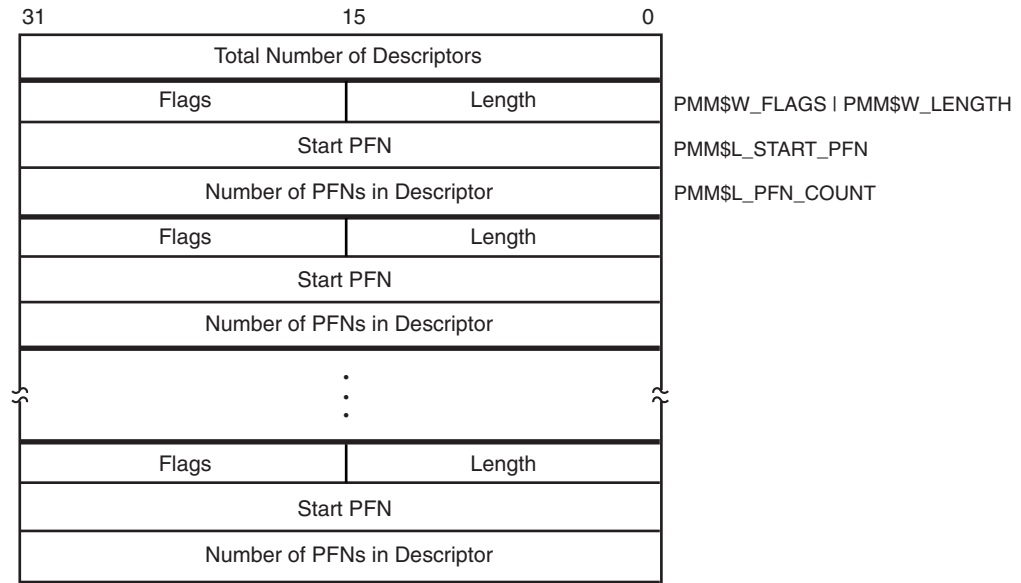 31 15 0
Total Number of Descriptors
Flags Length PMM$W_FLAGS | PMM$W_LENGTH
Start PFN PMM$L_START_PFN
Number of PFNs in Descriptor PMM$L_PFN_COUNT
Flags Length
Start PFN
Number of PFNs in Descriptor
Flags Length
Start PFN
Number of PFNs in Descriptor